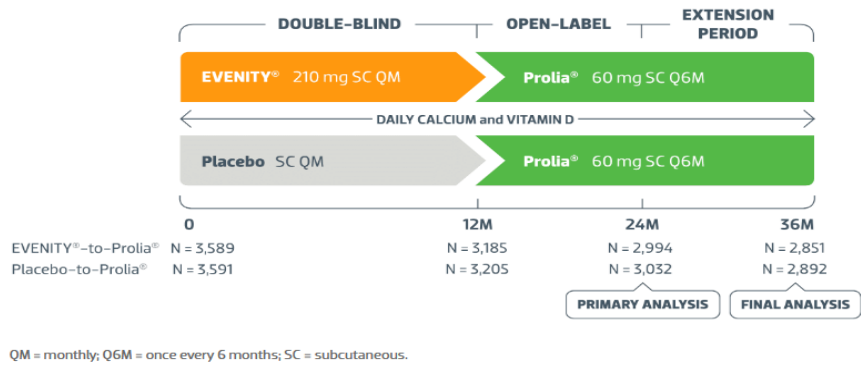 DOUBLE-BLIND OPEN-LABEL EXTENSION PERIOD
EVENITY® 210 mg SC QM Prolia® 60 mg SC Q6M
DAILY CALCIUM and VITAMIN D
Placebo SC QM Prolia® 60 mg SC Q6M
0 12M 24M 36M
EVENITY®-to-Prolia® N = 3,589 N = 3,185 N = 2,994 N = 2,851
Placebo-to-Prolia® N = 3,591 N = 3,205 N = 3,032 N = 2,892
PRIMARY ANALYSIS FINAL ANALYSIS
QM = monthly; Q6M = once every 6 months; SC = subcutaneous.